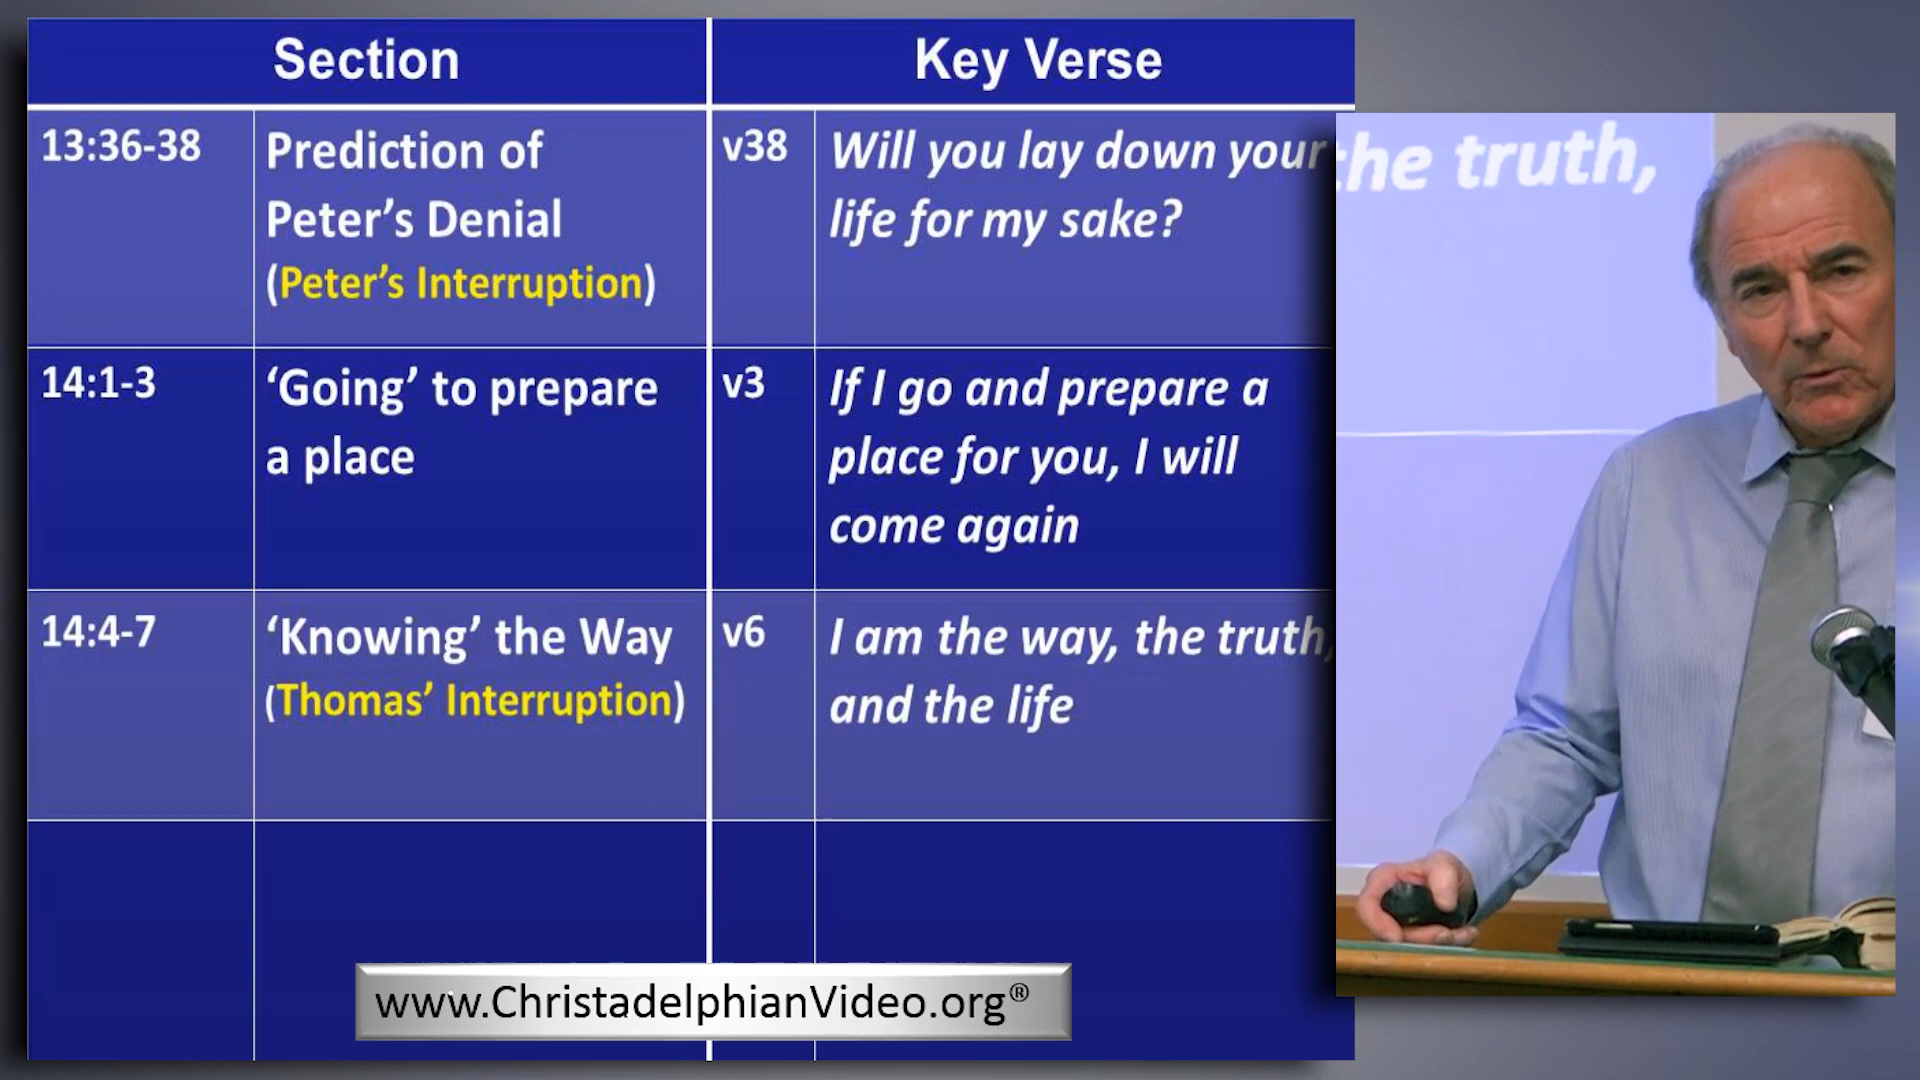 Section
Key Verse
13:36-38
Prediction of
Peter's Denial
(Peter's Interruption)
v38
Will you lay down your
life for my sake?
14:1-3
'Going' to prepare
a place
v3
If I go and prepare a
place for you, I will
come again
14:4-7
'Knowing' the Way
(Thomas' Interruption)
v6
I am the way, the truth,
and the life
the truth,
www.ChristadelphianVideo.org®